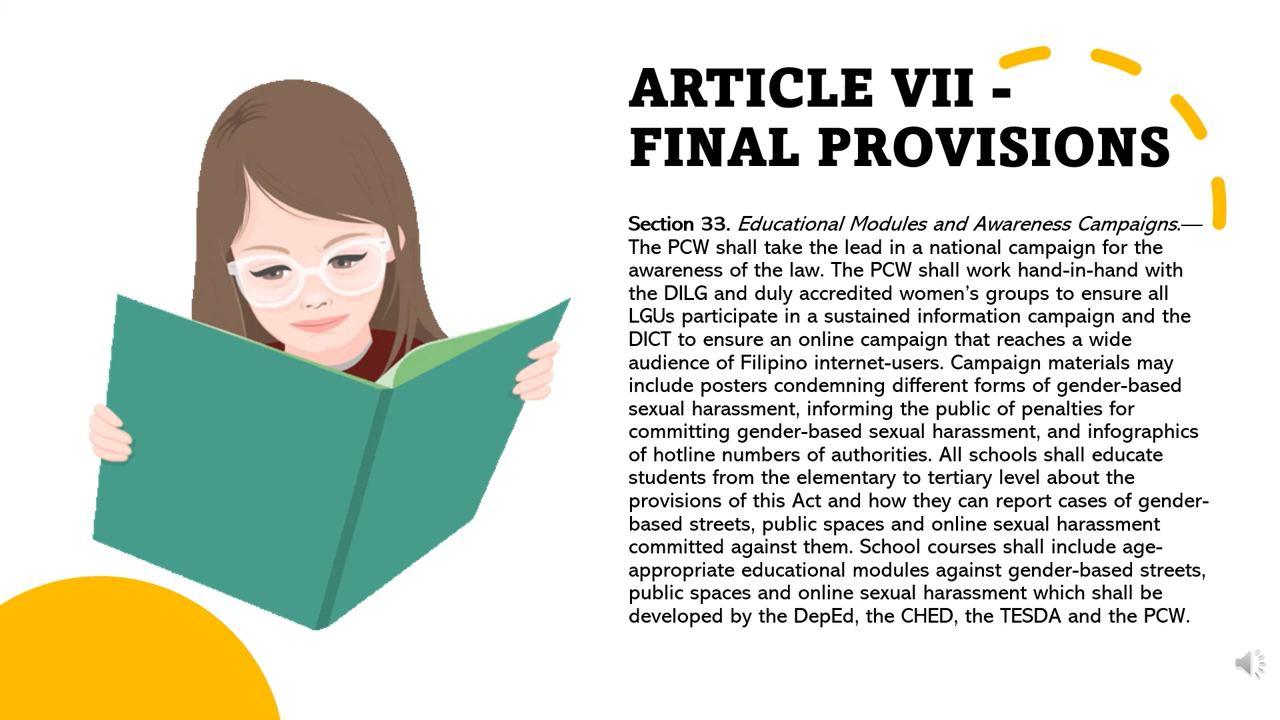 ARTICLE VII -
FINAL PROVISIONS
Section 33. Educational Modules and Awareness Campaigns.—
The PCW shall take the lead in a national campaign for the
awareness of the law. The PCW shall work hand-in-hand with
the DILG and duly accredited women’s groups to ensure all
LGUs participate in a sustained information campaign and the
DICT to ensure an online campaign that reaches a wide
audience of Filipino internet-users. Campaign materials may
include posters condemning different forms of gender-based
sexual harassment, informing the public of penalties for
committing gender-based sexual harassment, and infographics
of hotline numbers of authorities. All schools shall educate
students from the elementary to tertiary level about the
provisions of this Act and how they can report cases of gender-
based streets, public spaces and online sexual harassment
committed against them. School courses shall include age-
appropriate educational modules against gender-based streets,
public spaces and online sexual harassment which shall be
developed by the DepEd, the CHED, the TESDA and the PCW.